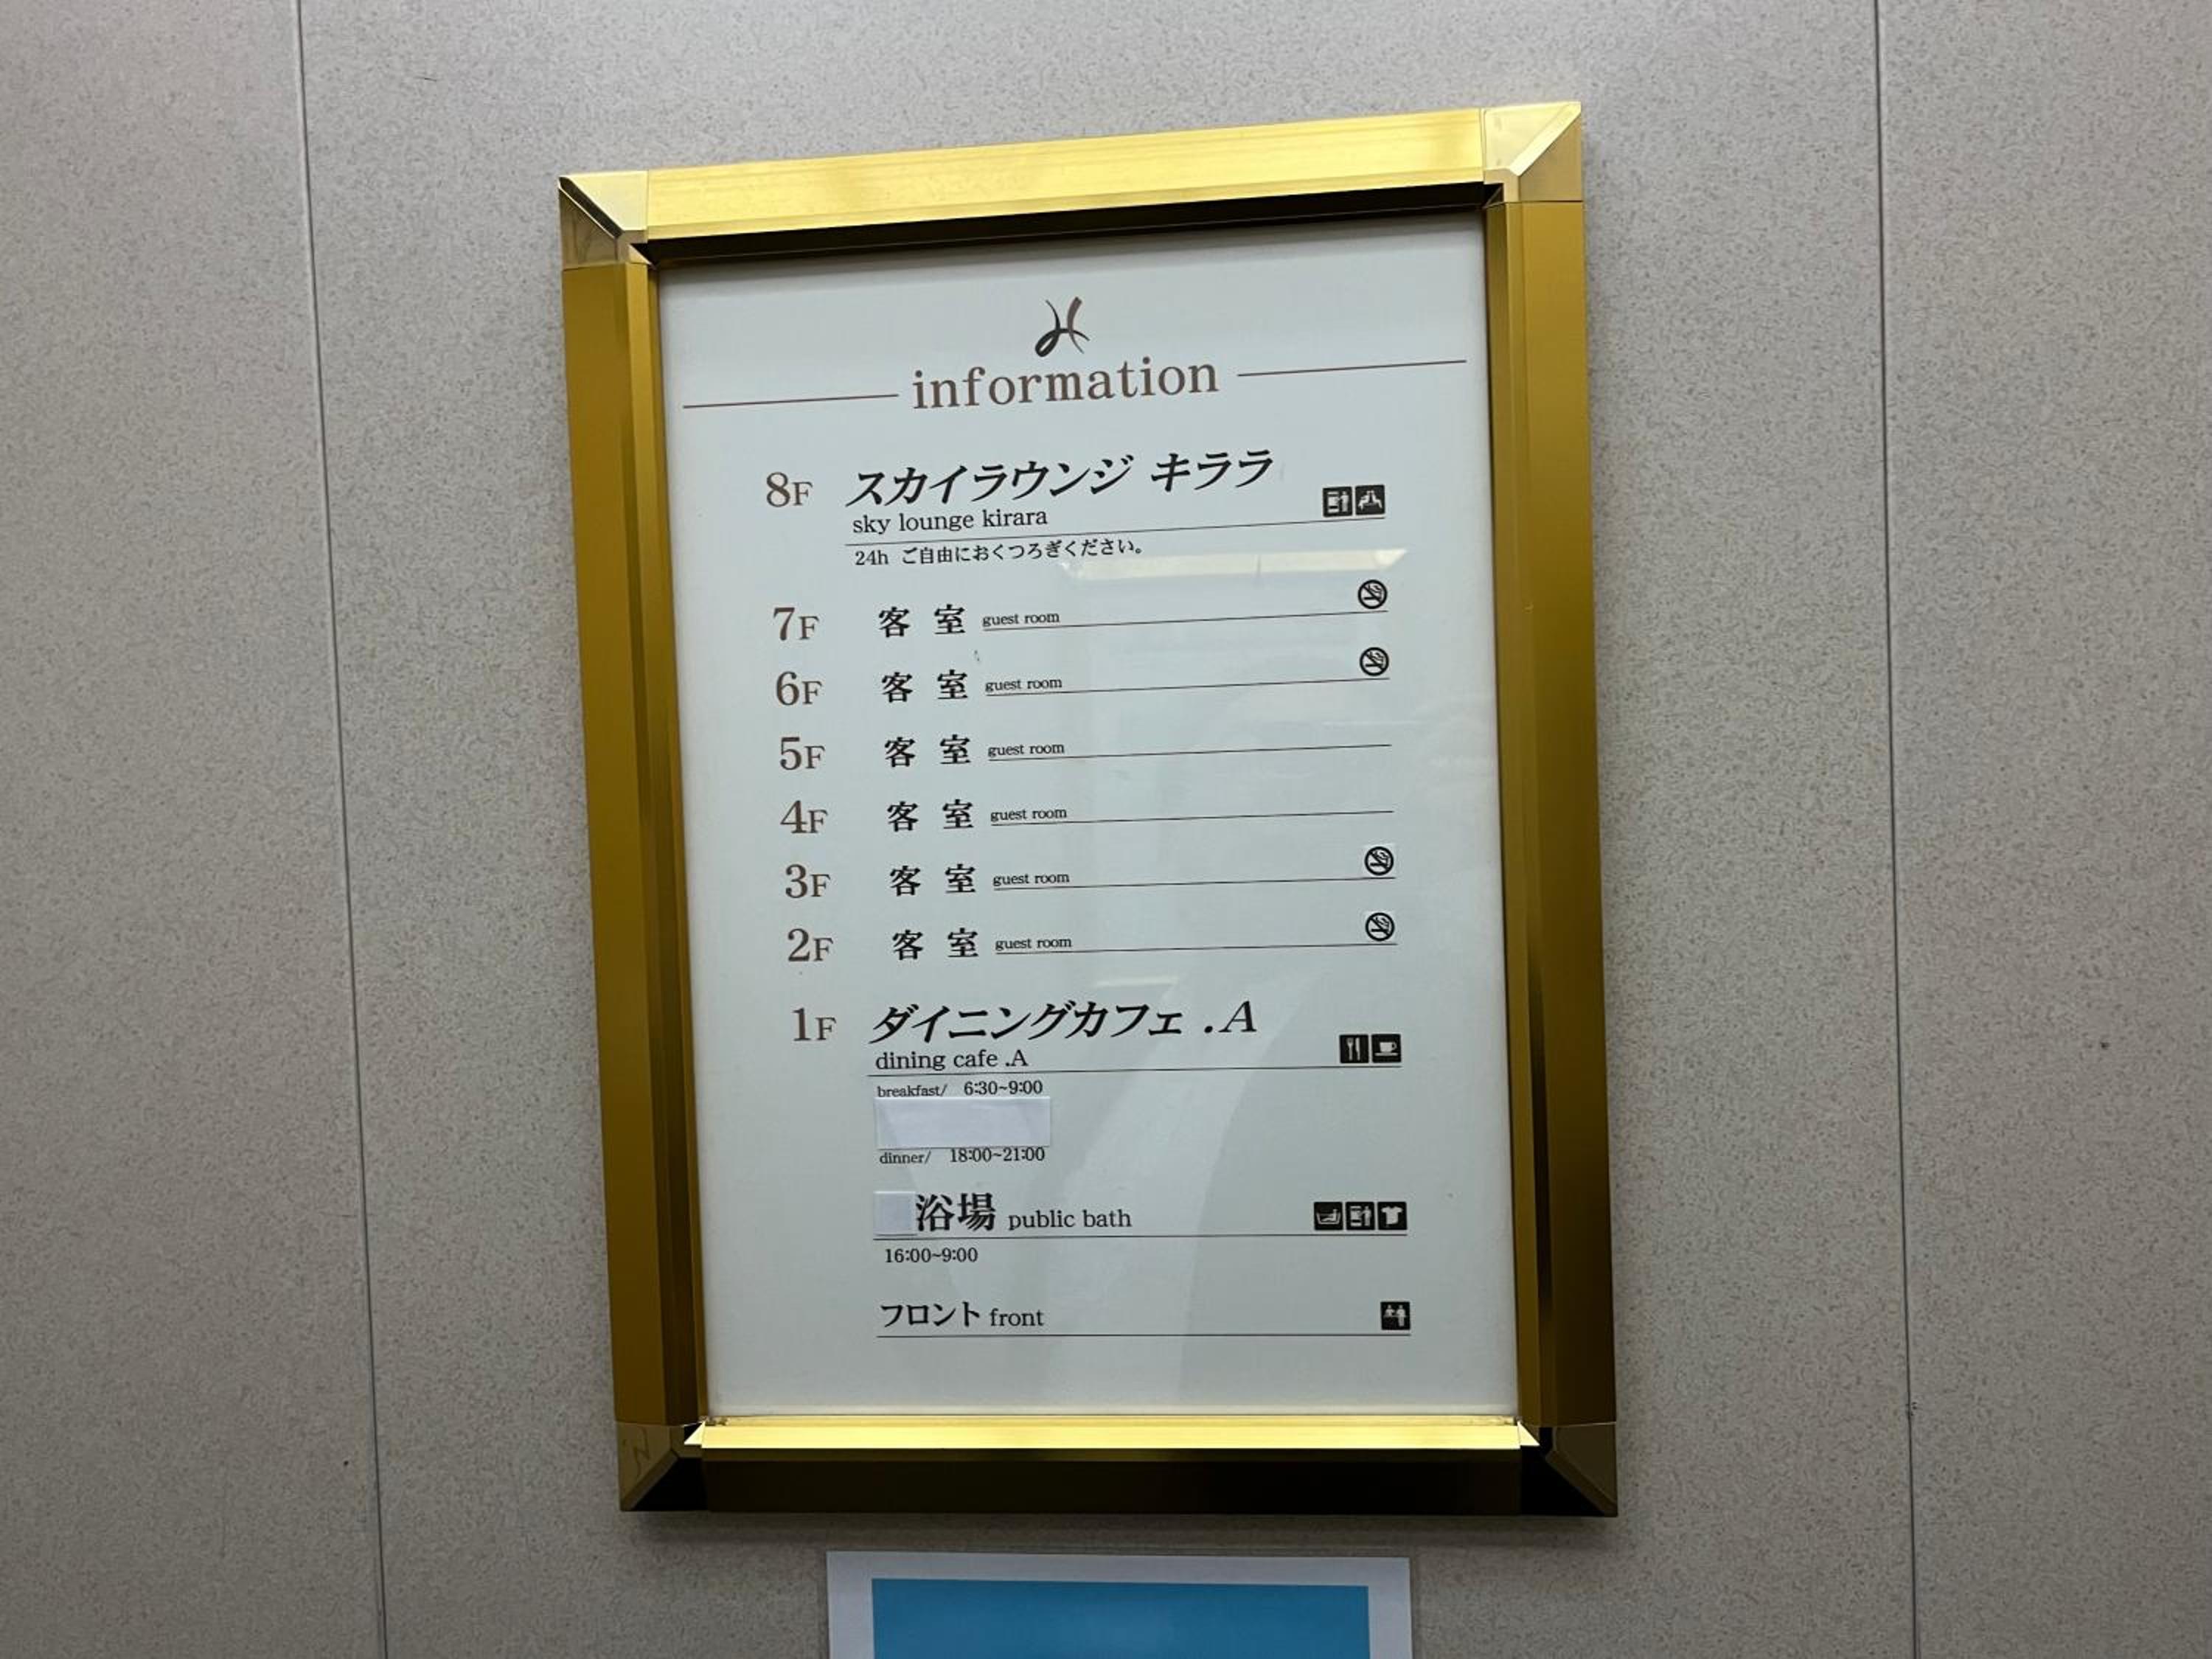 information
8F スカイラウンジ キララ
sky lounge kirara
24h ご自由におくつろぎください。
7F 客室 guest room
6F 客室 guest room
5F 客室 guest room
4F 客室 guest room
3F 客室 guest room
2F 客室 guest room
1F ダイニングカフェ .A
dining cafe .A
breakfast/ 6:30~9:00
dinner/ 18:00~21:00
浴場 public bath
16:00~9:00
フロント front